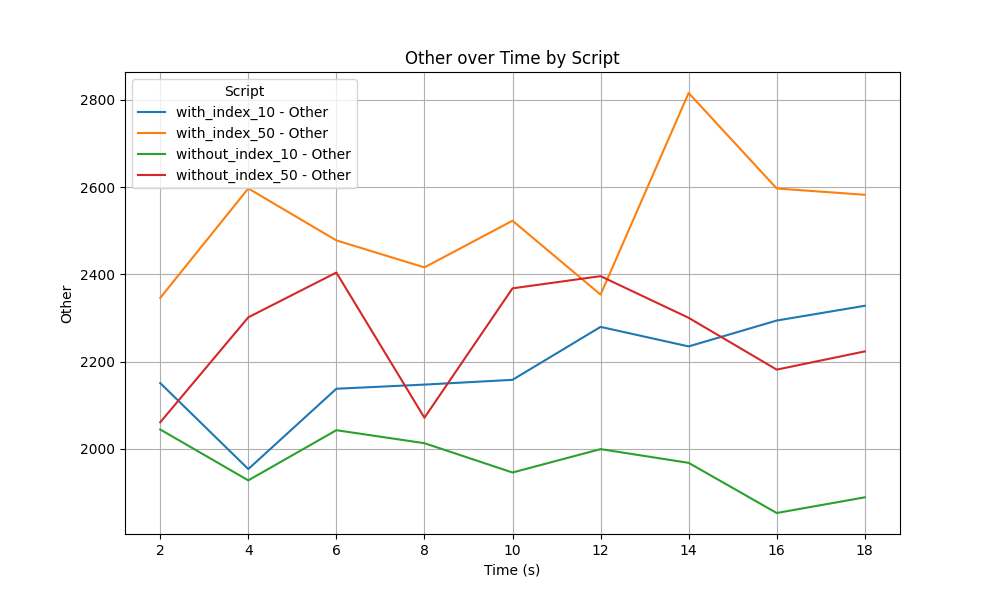 Other over Time by Script
Script
with_index_10 - Other
with_index_50 - Other
without_index_10 - Other
without_index_50 - Other
2800
2600
2400
2200
2000
Other
2 4 6 8 10 12 14 16 18
Time (s)